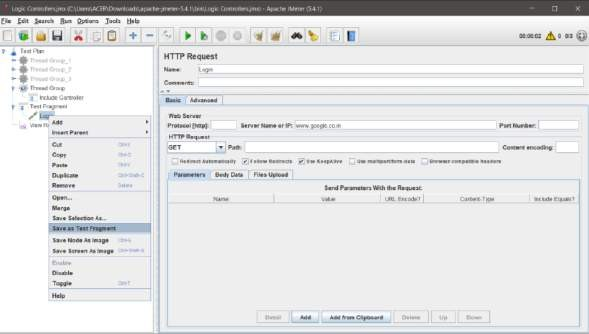 Logic Controllers.jmx (C:\Users\ACER\Downloads\apache-jmeter-5.4.1\bin\Logic Controllers.jmx) - Apache JMeter (5.4.1)
File Edit Search Run Options Tools Help
00:00:02 0 0/3
Test Plan
Thread Group_1
Thread Group_2
Thread Group_3
Thread Group
Include Controller
Test Fragment
View R
Add
Insert Parent
Cut Ctrl-X
Copy Ctrl-C
Paste Ctrl-V
Duplicate Ctrl+Shift-C
Remove Delete
Open...
Merge
Save Selection As...
Save as Test Fragment
Save Node As Image Ctrl-G
Save Screen As Image Ctrl+Shift-G
Enable
Disable
Toggle Ctrl-T
Help
HTTP Request
Name: Login
Comments:
Basic Advanced
Web Server
Protocol [http]: Server Name or IP: www.google.co.in Port Number:
HTTP Request
GET Path: Content encoding:
Redirect Automatically Follow Redirects Use KeepAlive Use multipart/form-data Browser-compatible headers
Parameters Body Data Files Upload
Send Parameters With the Request:
Name: Value URL Encode? Content-Type Include Equals?
Detail Add Add from Clipboard Delete Up Down